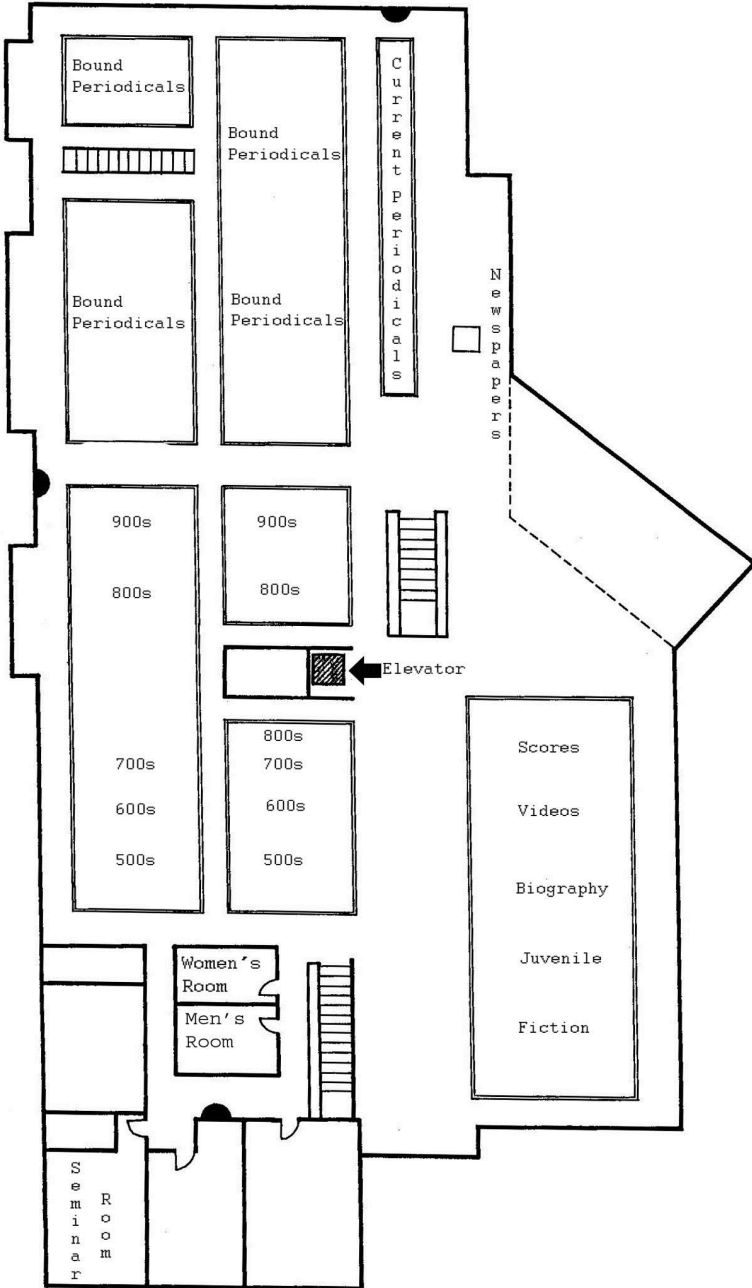 Bound
Periodicals
Bound
Periodicals
Current Periodicals
Bound
Periodicals
Bound
Periodicals
Newspapers
900s
900s
800s
800s
Elevator
800s
700s
700s
600s
600s
500s
500s
Scores
Videos
Biography
Juvenile
Fiction
Women's
Room
Men's
Room
Seminar
Room